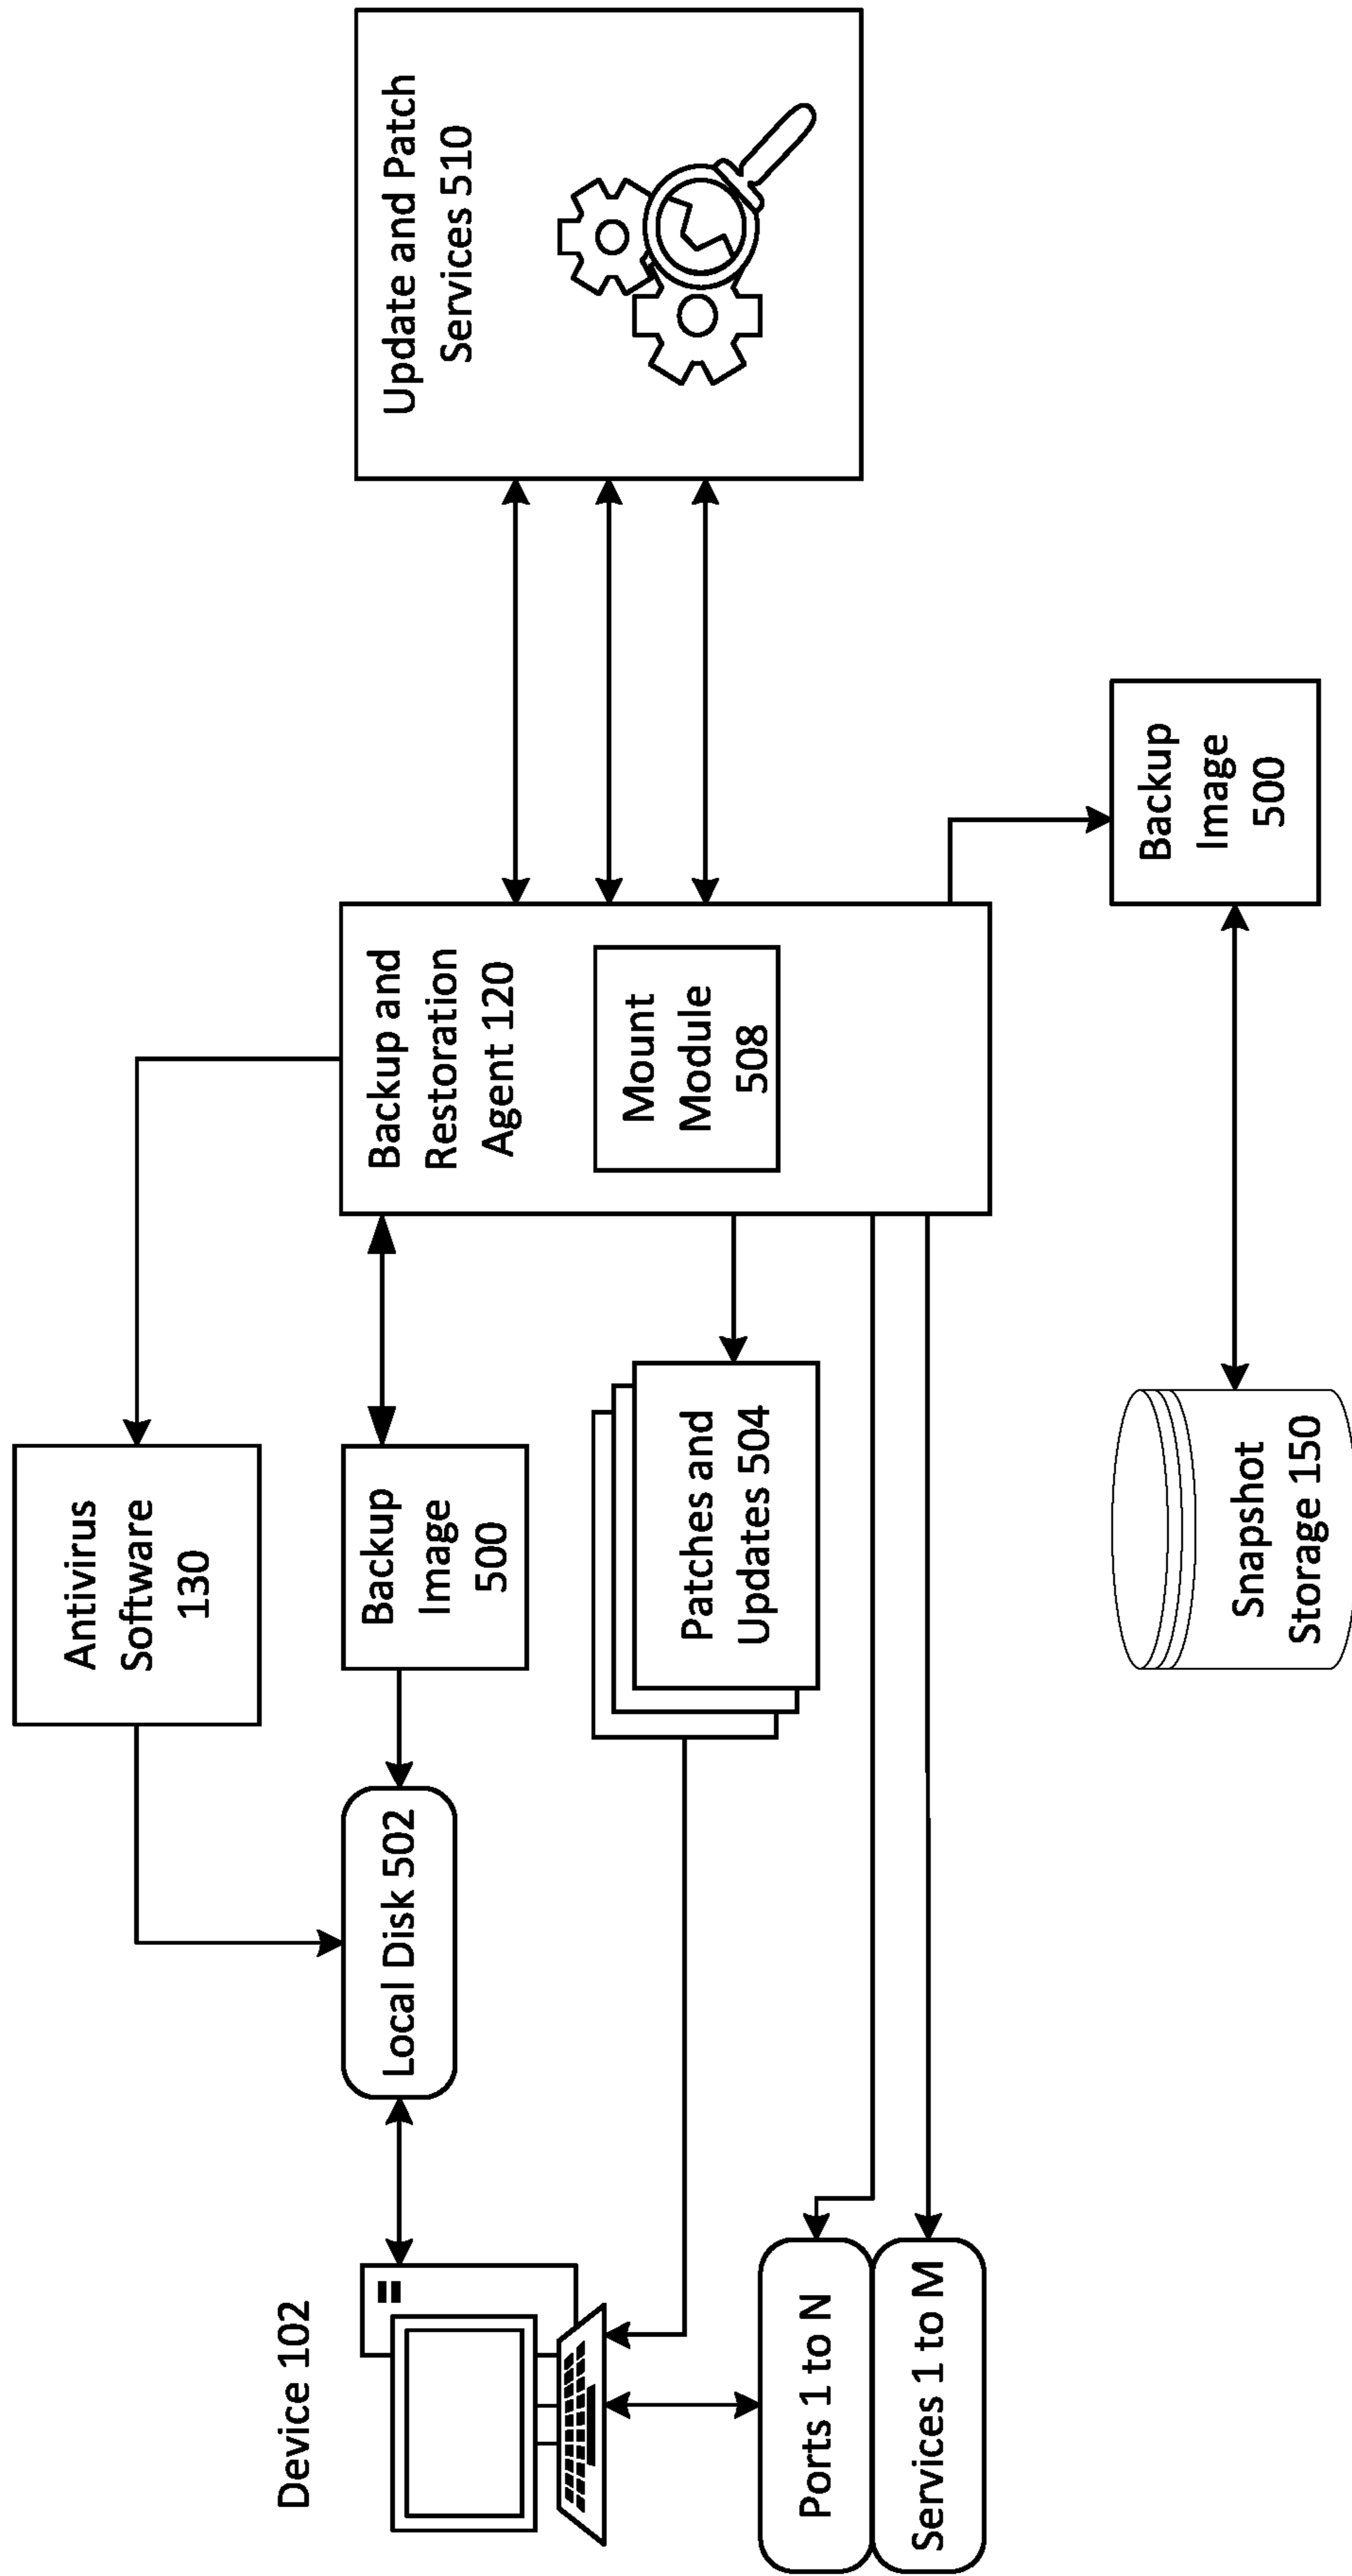 Device 102
Local Disk 502
Antivirus
Software
130
Backup
Image
500
Backup and
Restoration
Agent 120
Mount
Module
508
Update and Patch
Services 510
Patches and
Updates 504
Ports 1 to N
Services 1 to M
Snapshot
Storage 150
Backup
Image
500